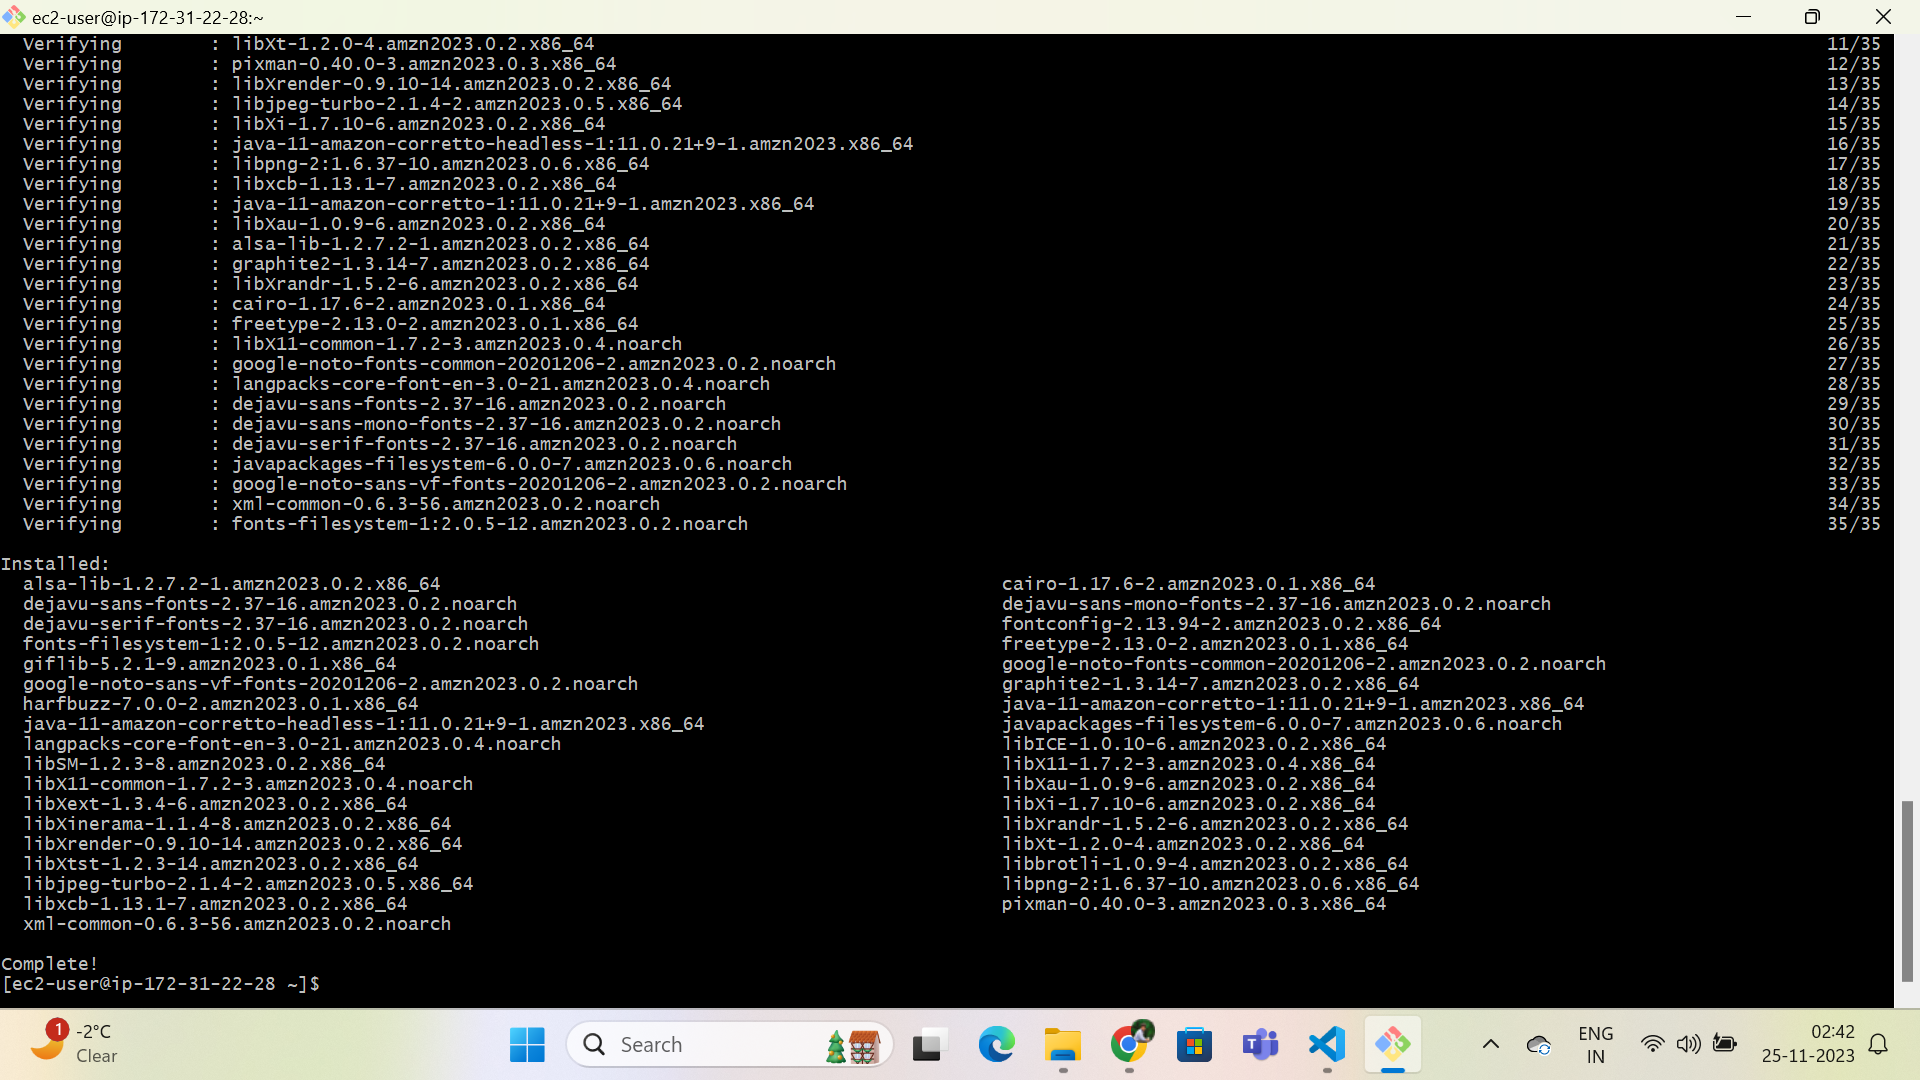 ec2-user@ip-172-31-22-28:~
Verifying : libXt-1.2.0-4.amzn2023.0.2.x86_64 11/35
Verifying : pixman-0.40.0-3.amzn2023.0.3.x86_64 12/35
Verifying : libXrender-0.9.10-14.amzn2023.0.2.x86_64 13/35
Verifying : libjpeg-turbo-2.1.4-2.amzn2023.0.5.x86_64 14/35
Verifying : libXi-1.7.10-6.amzn2023.0.2.x86_64 15/35
Verifying : java-11-amazon-corretto-headless-1:11.0.21+9-1.amzn2023.x86_64 16/35
Verifying : libpng-2:1.6.37-10.amzn2023.0.6.x86_64 17/35
Verifying : libxcb-1.13.1-7.amzn2023.0.2.x86_64 18/35
Verifying : java-11-amazon-corretto-1:11.0.21+9-1.amzn2023.x86_64 19/35
Verifying : libXau-1.0.9-6.amzn2023.0.2.x86_64 20/35
Verifying : alsa-lib-1.2.7.2-1.amzn2023.0.2.x86_64 21/35
Verifying : graphite2-1.3.14-7.amzn2023.0.2.x86_64 22/35
Verifying : libXrandr-1.5.2-6.amzn2023.0.2.x86_64 23/35
Verifying : cairo-1.17.6-2.amzn2023.0.1.x86_64 24/35
Verifying : freetype-2.13.0-2.amzn2023.0.1.x86_64 25/35
Verifying : libX11-common-1.7.2-3.amzn2023.0.4.noarch 26/35
Verifying : google-noto-fonts-common-20201206-2.amzn2023.0.2.noarch 27/35
Verifying : langpacks-core-font-en-3.0-21.amzn2023.0.4.noarch 28/35
Verifying : dejavu-sans-fonts-2.37-16.amzn2023.0.2.noarch 29/35
Verifying : dejavu-sans-mono-fonts-2.37-16.amzn2023.0.2.noarch 30/35
Verifying : dejavu-serif-fonts-2.37-16.amzn2023.0.2.noarch 31/35
Verifying : javapackages-filesystem-6.0.0-7.amzn2023.0.6.noarch 32/35
Verifying : google-noto-sans-vf-fonts-20201206-2.amzn2023.0.2.noarch 33/35
Verifying : xml-common-0.6.3-56.amzn2023.0.2.noarch 34/35
Verifying : fonts-filesystem-1:2.0.5-12.amzn2023.0.2.noarch 35/35
Installed:
alsa-lib-1.2.7.2-1.amzn2023.0.2.x86_64 cairo-1.17.6-2.amzn2023.0.1.x86_64
dejavu-sans-fonts-2.37-16.amzn2023.0.2.noarch dejavu-sans-mono-fonts-2.37-16.amzn2023.0.2.noarch
dejavu-serif-fonts-2.37-16.amzn2023.0.2.noarch fontconfig-2.13.94-2.amzn2023.0.2.x86_64
fonts-filesystem-1:2.0.5-12.amzn2023.0.2.noarch freetype-2.13.0-2.amzn2023.0.1.x86_64
giflib-5.2.1-9.amzn2023.0.1.x86_64 google-noto-fonts-common-20201206-2.amzn2023.0.2.noarch
google-noto-sans-vf-fonts-20201206-2.amzn2023.0.2.noarch graphite2-1.3.14-7.amzn2023.0.2.x86_64
harfbuzz-7.0.0-2.amzn2023.0.1.x86_64 java-11-amazon-corretto-1:11.0.21+9-1.amzn2023.x86_64
java-11-amazon-corretto-headless-1:11.0.21+9-1.amzn2023.x86_64 javapackages-filesystem-6.0.0-7.amzn2023.0.6.noarch
langpacks-core-font-en-3.0-21.amzn2023.0.4.noarch libICE-1.0.10-6.amzn2023.0.2.x86_64
libSM-1.2.3-8.amzn2023.0.2.x86_64 libX11-1.7.2-3.amzn2023.0.4.x86_64
libX11-common-1.7.2-3.amzn2023.0.4.noarch libXau-1.0.9-6.amzn2023.0.2.x86_64
libXext-1.3.4-6.amzn2023.0.2.x86_64 libXi-1.7.10-6.amzn2023.0.2.x86_64
libXinerama-1.1.4-8.amzn2023.0.2.x86_64 libXrandr-1.5.2-6.amzn2023.0.2.x86_64
libXrender-0.9.10-14.amzn2023.0.2.x86_64 libXt-1.2.0-4.amzn2023.0.2.x86_64
libXtst-1.2.3-14.amzn2023.0.2.x86_64 libbrotli-1.0.9-4.amzn2023.0.2.x86_64
libjpeg-turbo-2.1.4-2.amzn2023.0.5.x86_64 libpng-2:1.6.37-10.amzn2023.0.6.x86_64
libxcb-1.13.1-7.amzn2023.0.2.x86_64 pixman-0.40.0-3.amzn2023.0.3.x86_64
xml-common-0.6.3-56.amzn2023.0.2.noarch
Complete!
[ec2-user@ip-172-31-22-28 ~]$
1 -2°C
Clear
Search
ENG
IN
02:42
25-11-2023